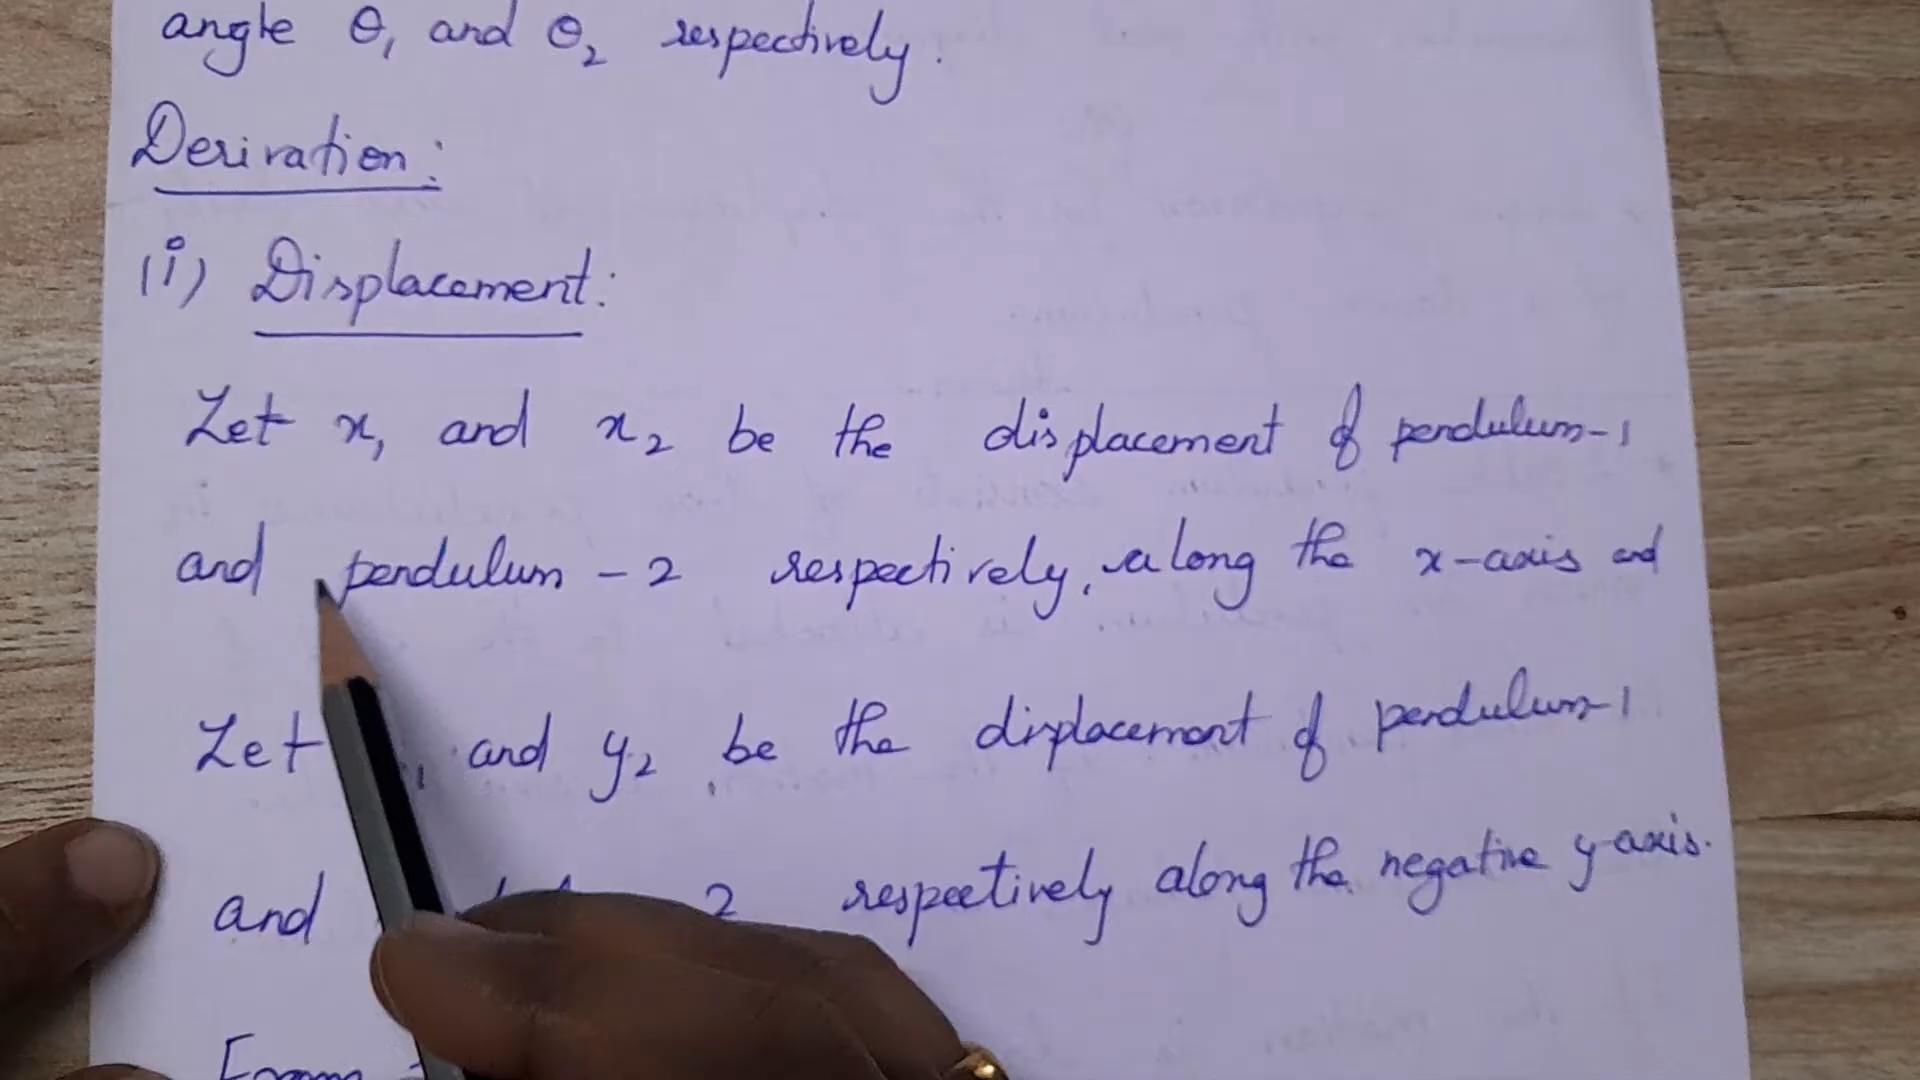 angle θ₁ and θ₂ respectively.
Derivation:
(i) Displacement:
Let x₁ and x₂ be the displacement of pendulum-1
and pendulum - 2 respectively, along the x-axis and
Let and y₂ be the displacement of pendulum-1
and 2 respectively along the negative y-axis.